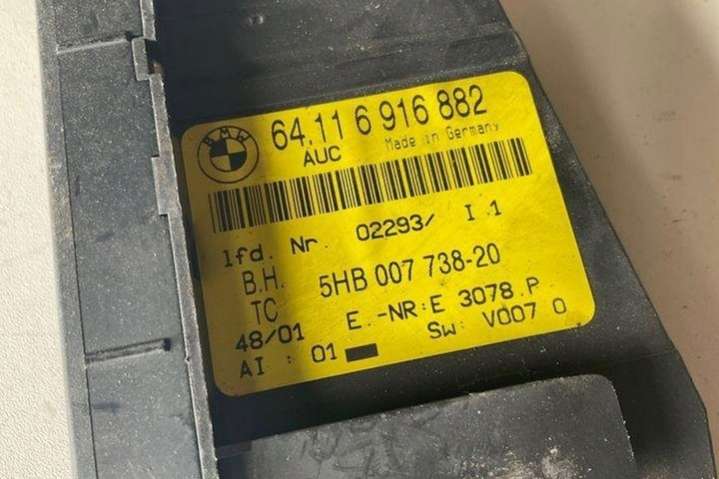 BMW
64.11 6 916 882
AUC Made in Germany
lfd. Nr. 02293/ I.1
B.H. 5HB 007 738-20
TC E.-NR:E 3078.P
48/01 Sw: V007 0
AI : 01